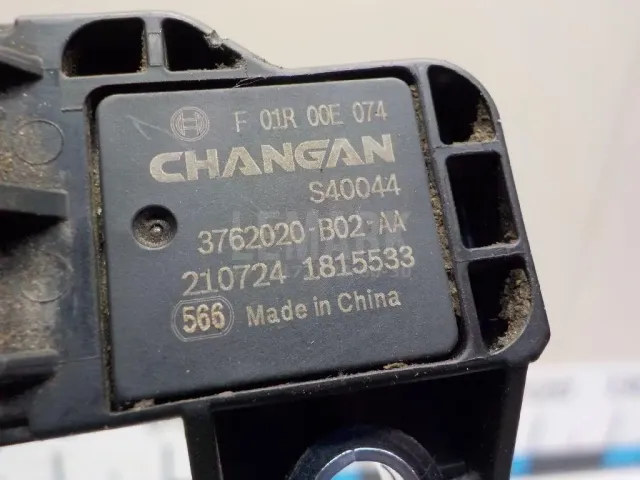 F 01R 00E 074
CHANGAN
S40044
3762020-B02-AA
210724 1815533
566 Made in China